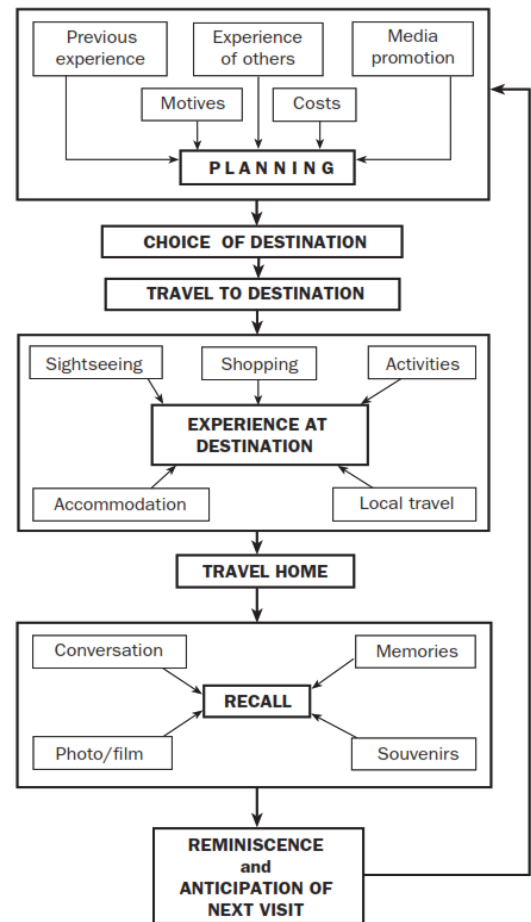 Previous
experience
Experience
of others
Media
promotion
Motives
Costs
PLANNING
CHOICE OF DESTINATION
TRAVEL TO DESTINATION
Sightseeing
Shopping
Activities
EXPERIENCE AT
DESTINATION
Accommodation
Local travel
TRAVEL HOME
Conversation
Memories
RECALL
Photo/film
Souvenirs
REMINISCENCE
and
ANTICIPATION OF
NEXT VISIT